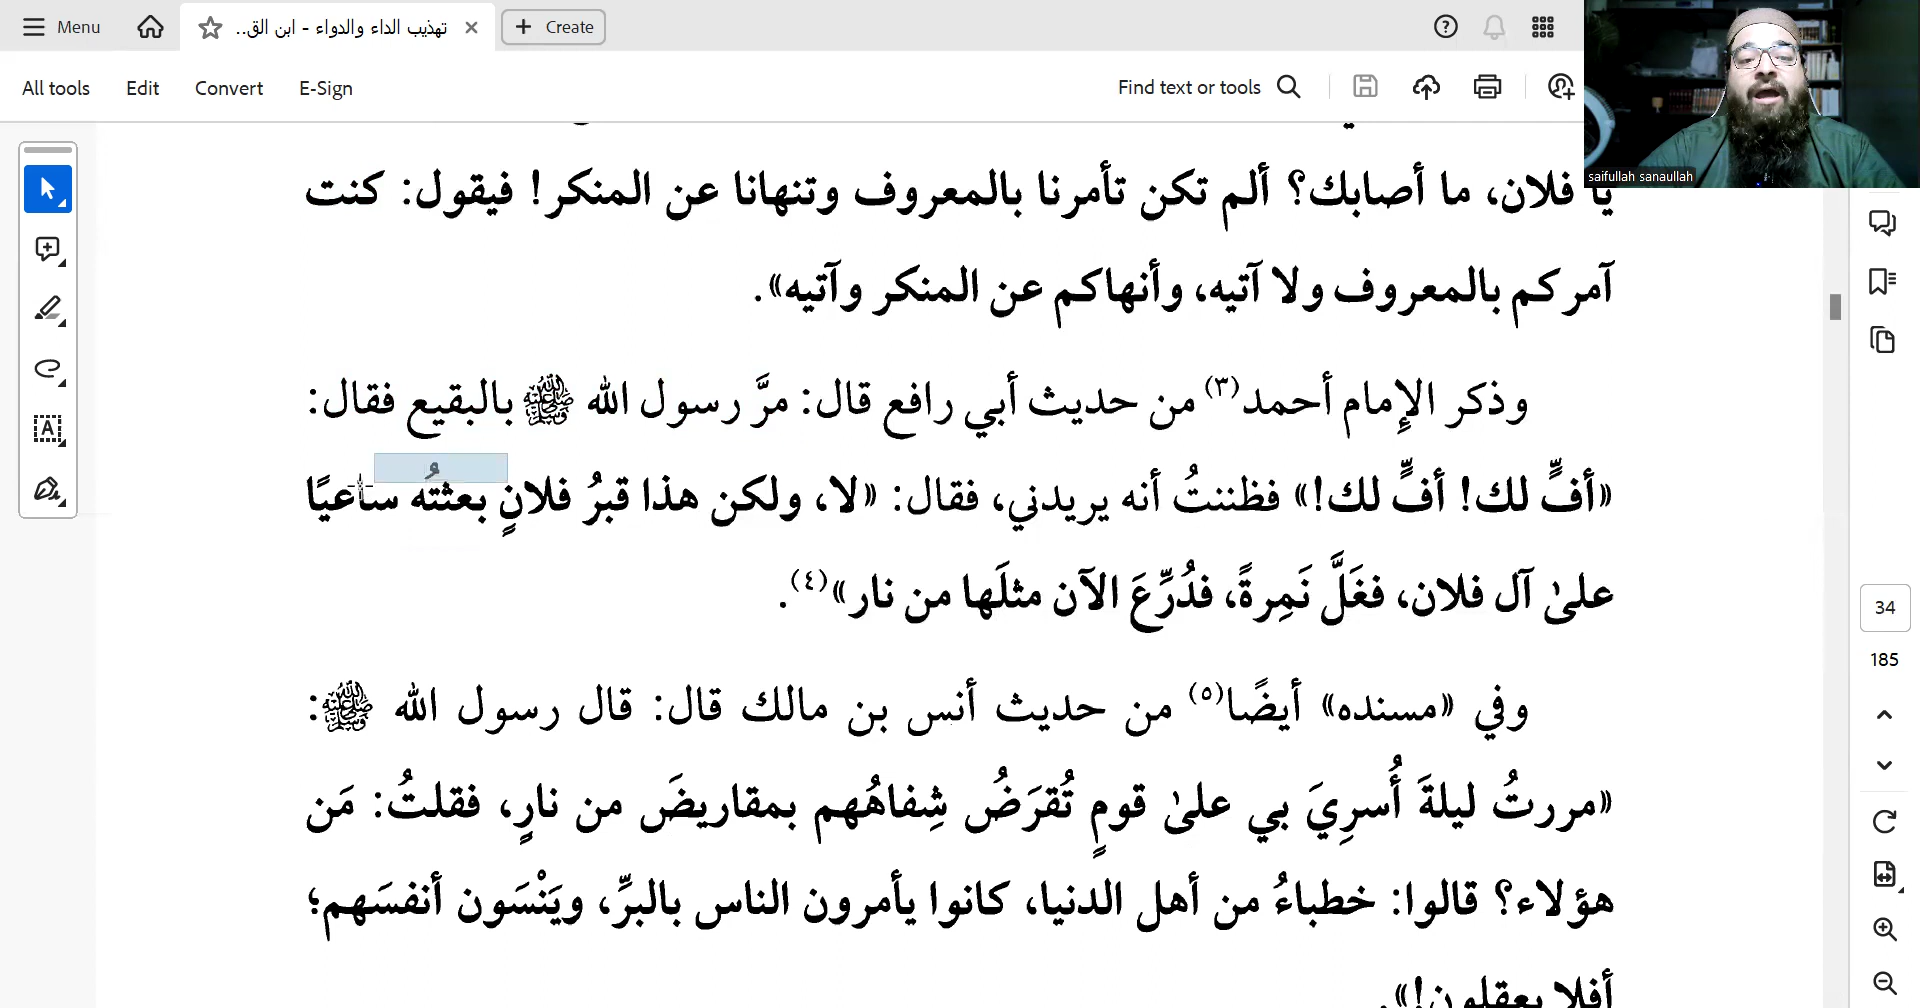 Menu
تهذيب الداء والدواء - ابن الق..
Create
All tools
Edit
Convert
E-Sign
Find text or tools
saifullah sanaullah
يا فلان، ما أصابك؟ ألم تكن تأمرنا بالمعروف وتنهانا عن المنكر! فيقول: كنت
آمركم بالمعروف ولا آتيه، وأنهاكم عن المنكر وآتيه».
وذكر الإمام أحمد(٣) من حديث أبي رافع قال: مرَّ رسول الله ﷺ بالبقيع فقال:
«أفٍّ لك! أفٍّ لك!» فظننتُ أنه يريدني، فقال: «لا، ولكن هذا قبرُ فلانٍ بعثتُه ساعيًا
علىٰ آل فلان، فغَلَّ نَمِرةً، فدُرِّعَ الآن مثلَها من نار»(٤).
وفي «مسنده» أيضًا(٥) من حديث أنس بن مالك قال: قال رسول الله ﷺ:
«مررتُ ليلةَ أُسرِيَ بي علىٰ قومٍ تُقرَضُ شِفاهُهم بمقاريضَ من نارٍ، فقلتُ: مَن
هؤلاء؟ قالوا: خطباءُ من أهل الدنيا، كانوا يأمرون الناس بالبرِّ، ويَنْسَون أنفسَهم؛
أفلا يعقلون!».
34
185